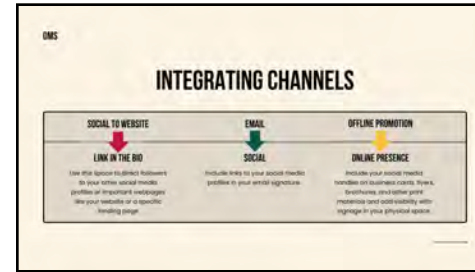 OMS
INTEGRATING CHANNELS
SOCIAL TO WEBSITE
EMAIL
OFFLINE PROMOTION
LINK IN THE BIO
SOCIAL
ONLINE PRESENCE
Use this space to direct followers
to your other social media
profiles or important webpages
like your website or a specific
landing page.
Include links to your social media
profiles in your email signature.
Include your social media
handles on business cards, flyers,
brochures, and other print
materials and add visibility with
signage in your physical space.